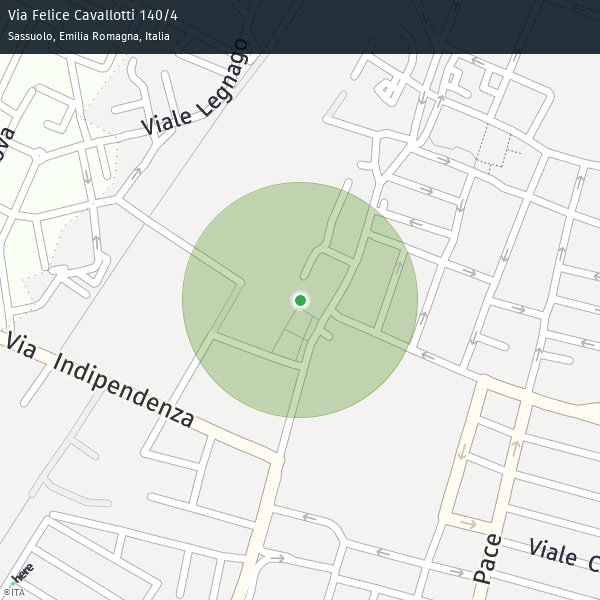 Via Felice Cavallotti 140/4
Sassuolo, Emilia Romagna, Italia
Viale Legnago
ova
Via Indipendenza
Pace
Viale C
here
©ITA